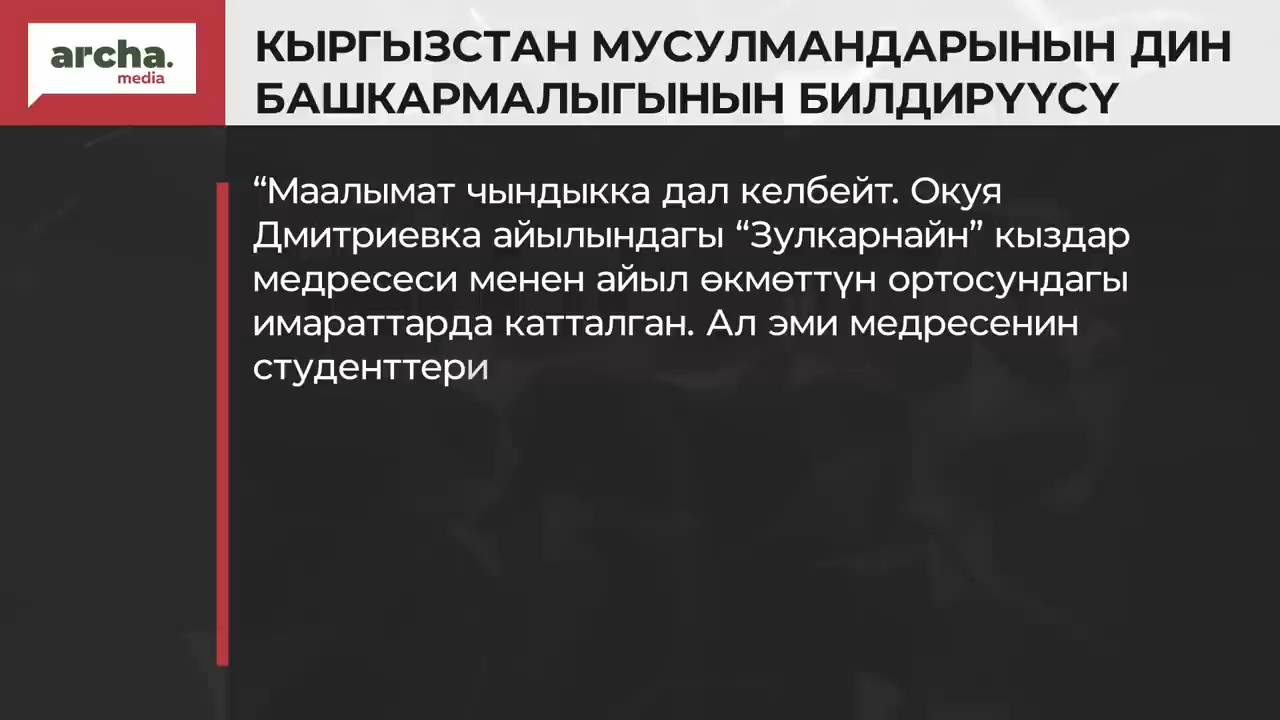 archa.
media
КЫРГЫЗСТАН МУСУЛМАНДАРЫНЫН ДИН
БАШКАРМАЛЫГЫНЫН БИЛДИРҮҮСҮ
“Маалымат чындыкка дал келбейт. Окуя
Дмитриевка айылындагы “Зулкарнайн” кыздар
медресеси менен айыл өкмөттүн ортосундагы
имараттарда катталган. Ал эми медресенин
студенттери